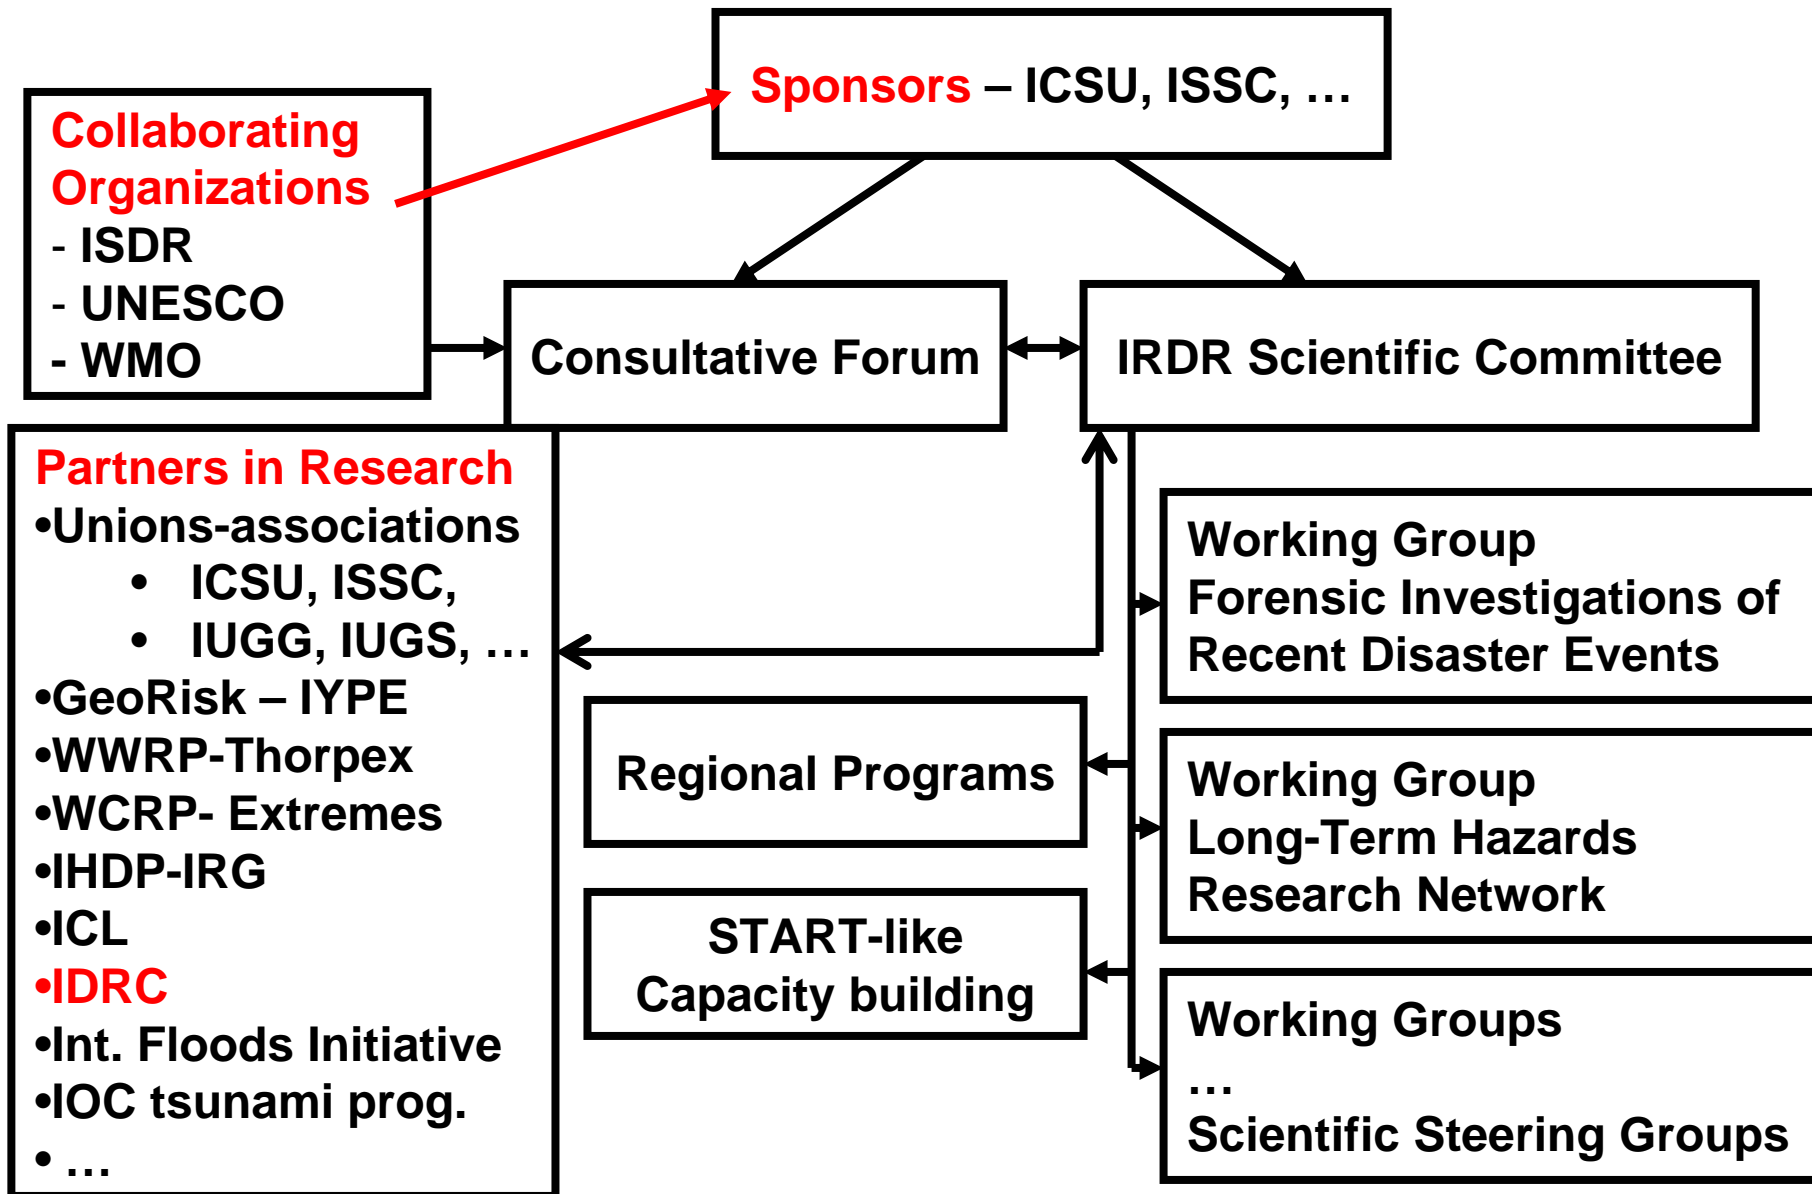 Sponsors – ICSU, ISSC, …
Collaborating
Organizations
- ISDR
- UNESCO
- WMO
Consultative Forum
IRDR Scientific Committee
Partners in Research
•Unions-associations
• ICSU, ISSC,
• IUGG, IUGS, …
•GeoRisk – IYPE
•WWRP-Thorpex
•WCRP- Extremes
•IHDP-IRG
•ICL
•IDRC
•Int. Floods Initiative
•IOC tsunami prog.
• …
Regional Programs
START-like
Capacity building
Working Group
Forensic Investigations of
Recent Disaster Events
Working Group
Long-Term Hazards
Research Network
Working Groups
…
Scientific Steering Groups